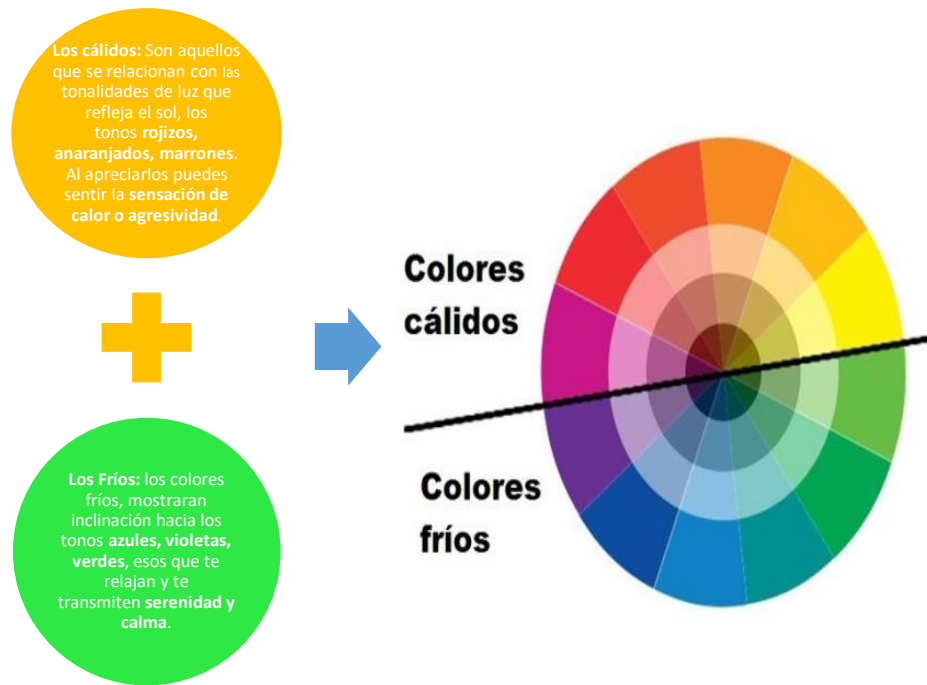 Los cálidos: Son aquellos
que se relacionan con las
tonalidades de luz que
refleja el sol, los
tonos rojizos,
anaranjados, marrones.
Al apreciarlos puedes
sentir la sensación de
calor o agresividad.
Colores
cálidos
Colores
fríos
Los Fríos: los colores
fríos, mostraran
inclinación hacia los
tonos azules, violetas,
verdes, esos que te
relajan y te
transmiten serenidad y
calma.